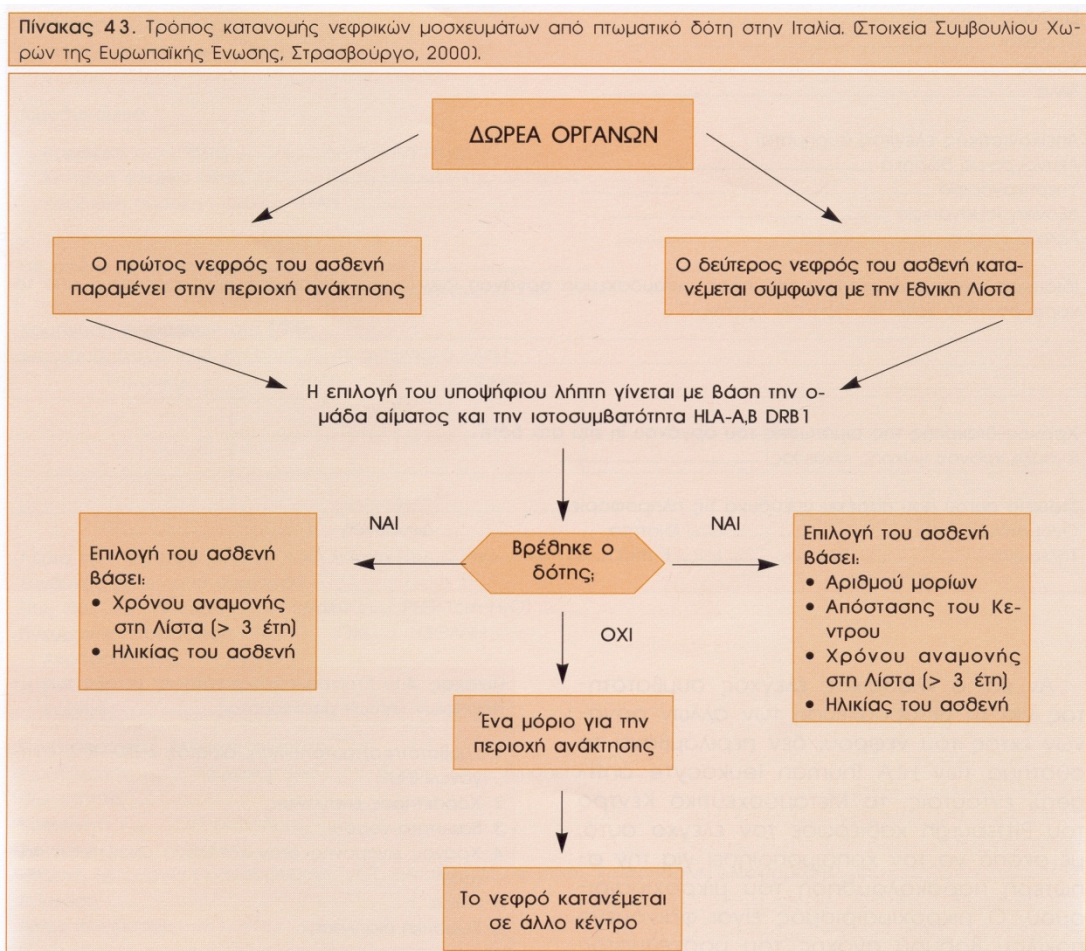 Πίνακας 43. Τρόπος κατανομής νεφρικών μοσχευμάτων από πτωματικό δότη στην Ιταλία. (Στοιχεία Συμβουλίου Χω-
ρών της Ευρωπαϊκής Ένωσης, Στρασβούργο, 2000).
ΔΩΡΕΑ ΟΡΓΑΝΩΝ
Ο πρώτος νεφρός του ασθενή
παραμένει στην περιοχή ανάκτησης
Ο δεύτερος νεφρός του ασθενή κατα-
νέμεται σύμφωνα με την Εθνικη Λίστα
Η επιλογή του υποψήφιου λήπτη γίνεται με βάση την ο-
μάδα αίματος και την ιστοσυμβατότητα HLA-A,B DRB1
ΝΑΙ
ΝΑΙ
Βρέθηκε ο
δότης;
Επιλογή του ασθενή
βάσει:
• Χρόνου αναμονής
στη Λίστα (> 3 έτη)
• Ηλικίας του ασθενή
Επιλογή του ασθενή
βάσει:
• Αριθμού μορίων
• Απόστασης του Κε-
ντρου
• Χρόνου αναμονής
στη Λίστα (> 3 έτη)
• Ηλικίας του ασθενή
ΟΧΙ
Ένα μόριο για την
περιοχή ανάκτησης
Το νεφρό κατανέμεται
σε άλλο κέντρο